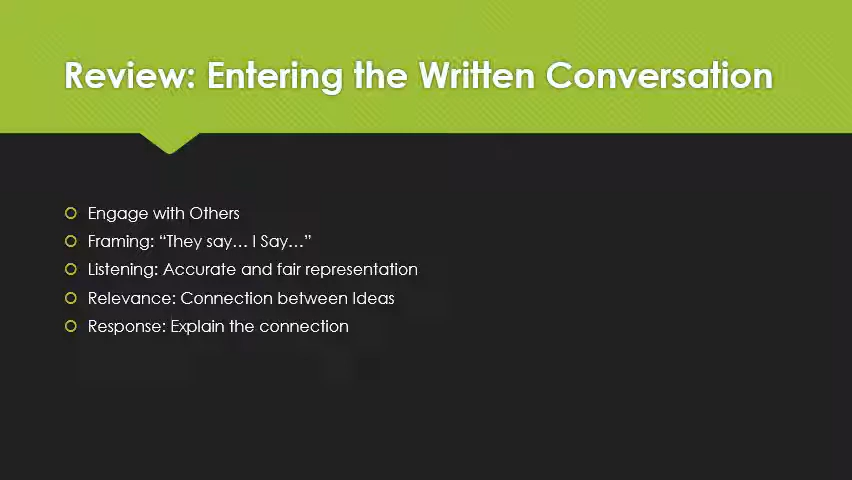 Review: Entering the Written Conversation
Engage with Others
Framing: “They say… I Say…”
Listening: Accurate and fair representation
Relevance: Connection between Ideas
Response: Explain the connection